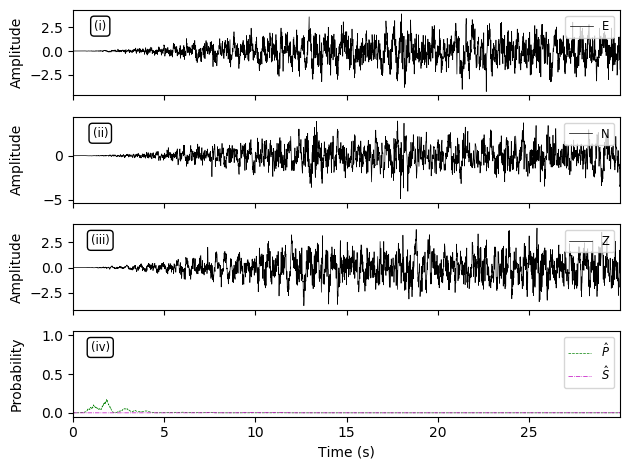 (i)
E
Amplitude
2.5
0.0
−2.5
(ii)
N
Amplitude
0
−5
(iii)
Z
Amplitude
2.5
0.0
−2.5
(iv)
P̂
Ŝ
Probability
1.0
0.5
0.0
0 5 10 15 20 25
Time (s)